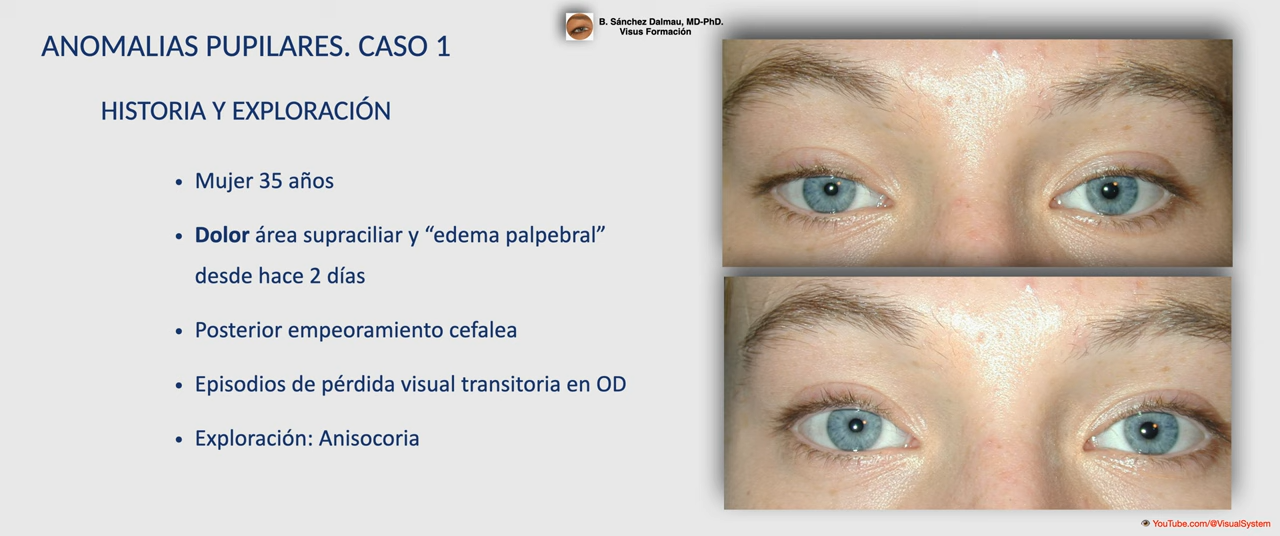 B. Sánchez Dalmau, MD-PhD.
Visus Formación
ANOMALIAS PUPILARES. CASO 1
HISTORIA Y EXPLORACIÓN
• Mujer 35 años
• Dolor área supraciliar y “edema palpebral”
desde hace 2 días
• Posterior empeoramiento cefalea
• Episodios de pérdida visual transitoria en OD
• Exploración: Anisocoria
YouTube.com/@VisualSystem